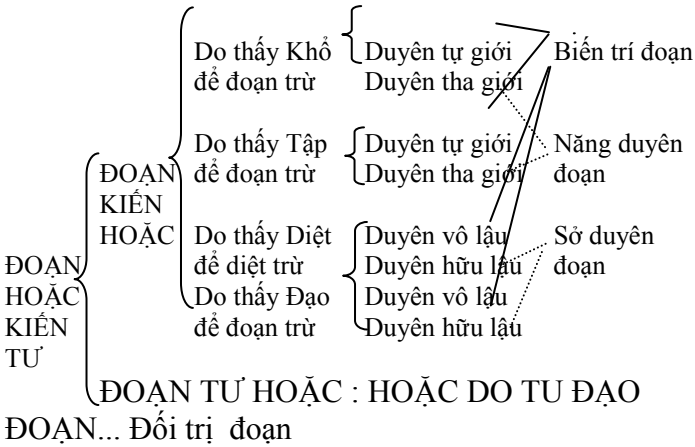 Do thấy Khổ Duyên tự giới Biến trí đoạn
để đoạn trừ Duyên tha giới
Do thấy Tập Duyên tự giới Năng duyên
ĐOẠN để đoạn trừ Duyên tha giới đoạn
KIẾN
HOẶC Do thấy Diệt Duyên vô lậu Sở duyên
ĐOẠN để diệt trừ Duyên hữu lậu đoạn
HOẶC Do thấy Đạo Duyên vô lậu
KIẾN để đoạn trừ Duyên hữu lậu
TƯ
ĐOẠN TƯ HOẶC : HOẶC DO TU ĐẠO
ĐOẠN... Đối trị đoạn